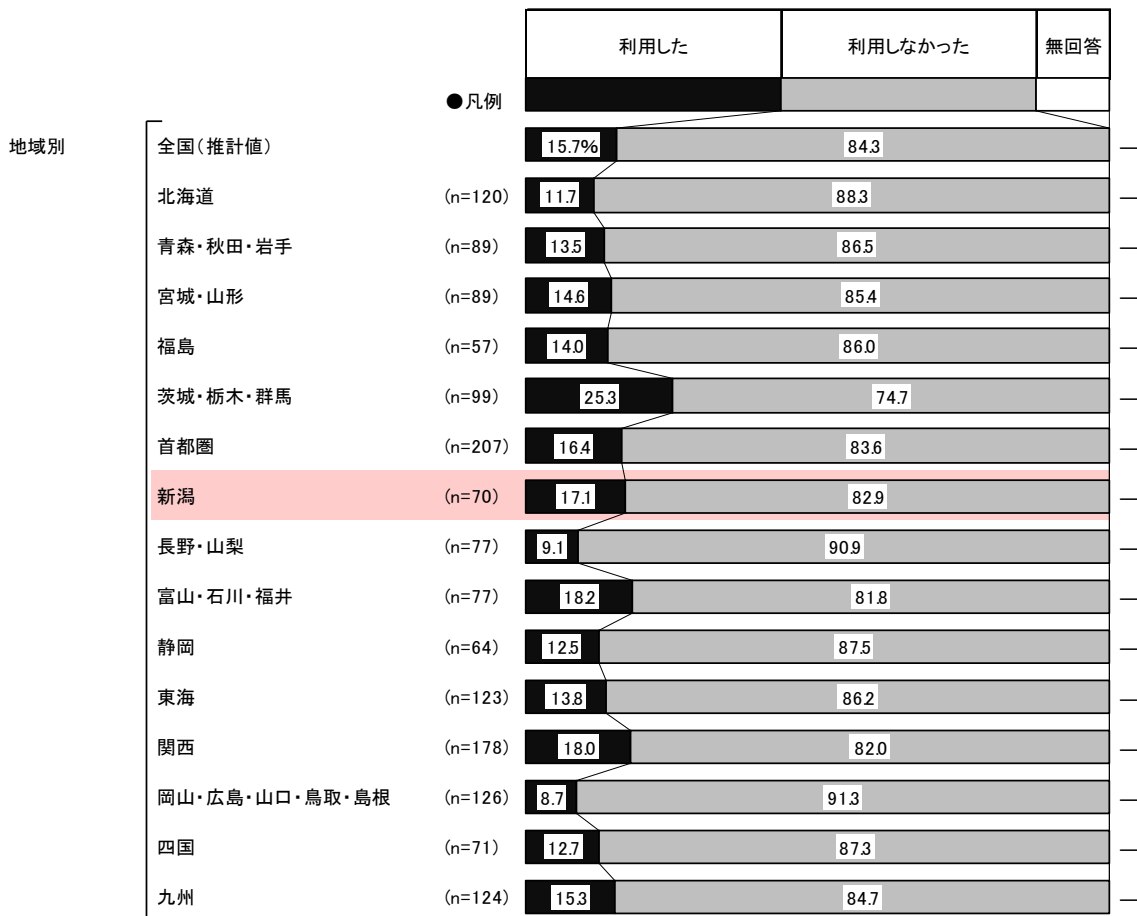 利用した 利用しなかった 無回答
●凡例
地域別 全国(推計値) 15.7% 84.3 ―
北海道 (n=120) 11.7 88.3 ―
青森・秋田・岩手 (n=89) 13.5 86.5 ―
宮城・山形 (n=89) 14.6 85.4 ―
福島 (n=57) 14.0 86.0 ―
茨城・栃木・群馬 (n=99) 25.3 74.7 ―
首都圏 (n=207) 16.4 83.6 ―
新潟 (n=70) 17.1 82.9 ―
長野・山梨 (n=77) 9.1 90.9 ―
富山・石川・福井 (n=77) 18.2 81.8 ―
静岡 (n=64) 12.5 87.5 ―
東海 (n=123) 13.8 86.2 ―
関西 (n=178) 18.0 82.0 ―
岡山・広島・山口・鳥取・島根 (n=126) 8.7 91.3 ―
四国 (n=71) 12.7 87.3 ―
九州 (n=124) 15.3 84.7 ―